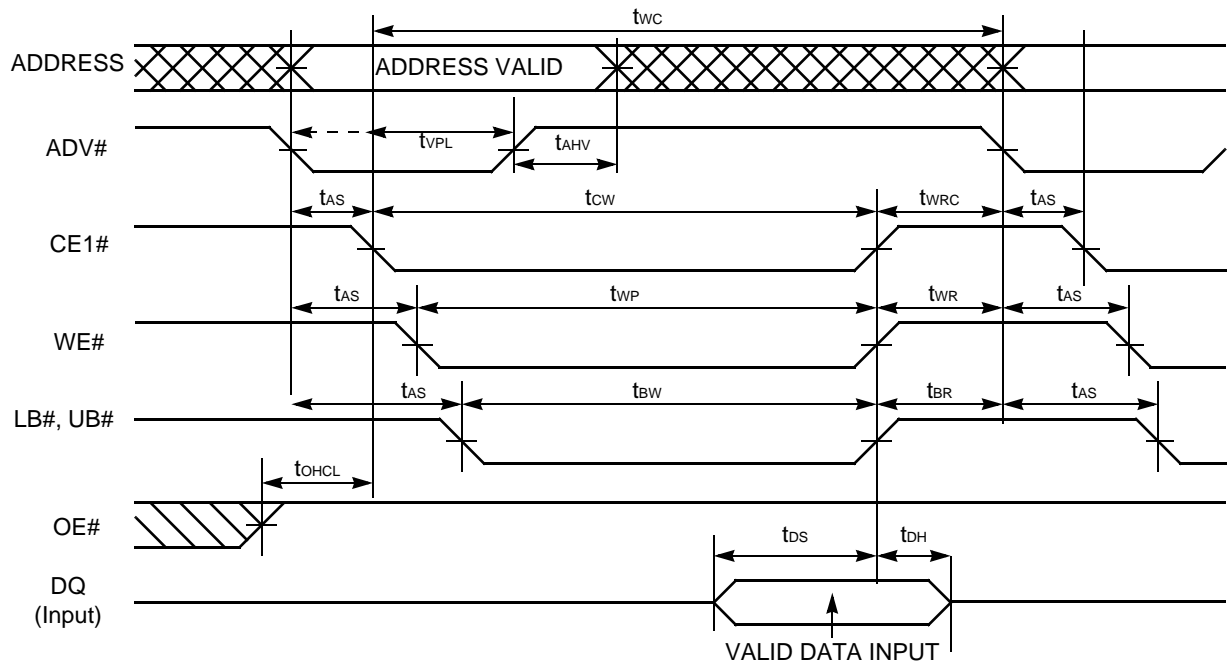 tWC
ADDRESS
ADDRESS VALID
ADV#
tVPL
tAHV
tAS
tCW
tWRC
tAS
CE1#
tAS
tWP
tWR
tAS
WE#
tAS
tBW
tBR
tAS
LB#, UB#
tOHCL
OE#
tDS
tDH
DQ
(Input)
VALID DATA INPUT